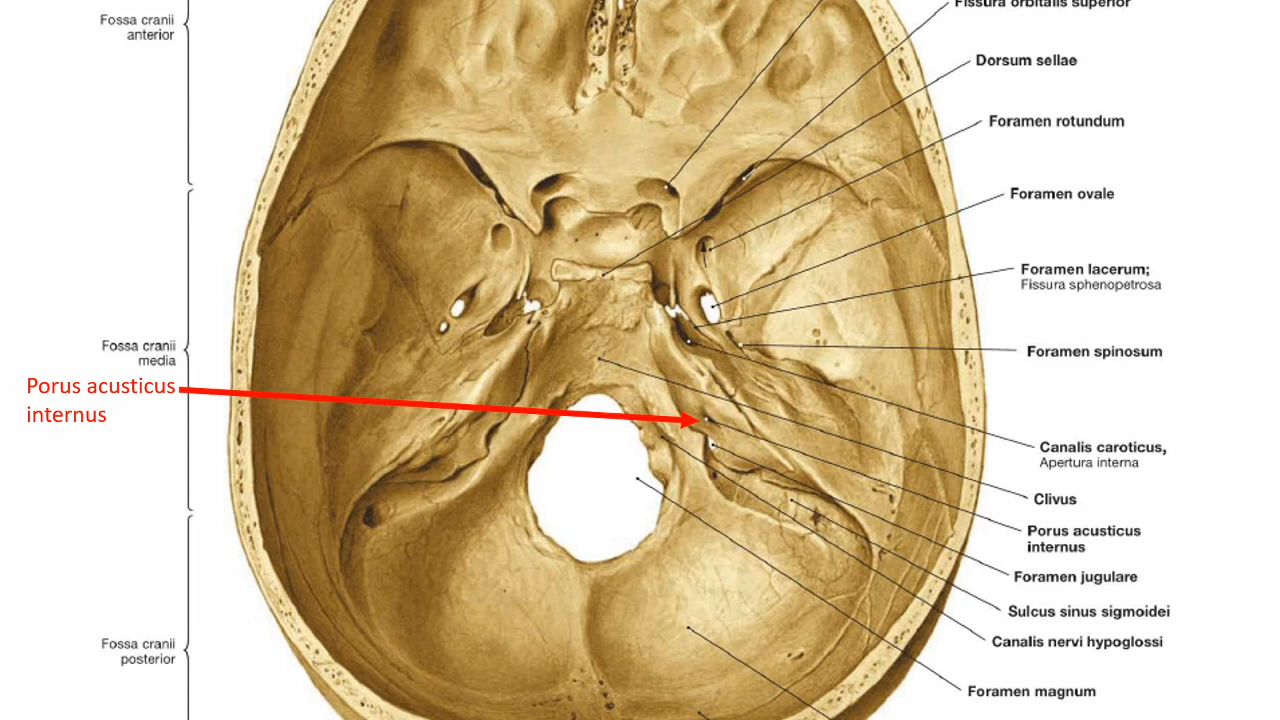 Fossa cranii
anterior
Fossa cranii
media
Porus acusticus
internus
Fossa cranii
posterior
Fissura orbitalis superior
Dorsum sellae
Foramen rotundum
Foramen ovale
Foramen lacerum;
Fissura sphenopetrosa
Foramen spinosum
Canalis caroticus,
Apertura interna
Clivus
Porus acusticus
internus
Foramen jugulare
Sulcus sinus sigmoidei
Canalis nervi hypoglossi
Foramen magnum